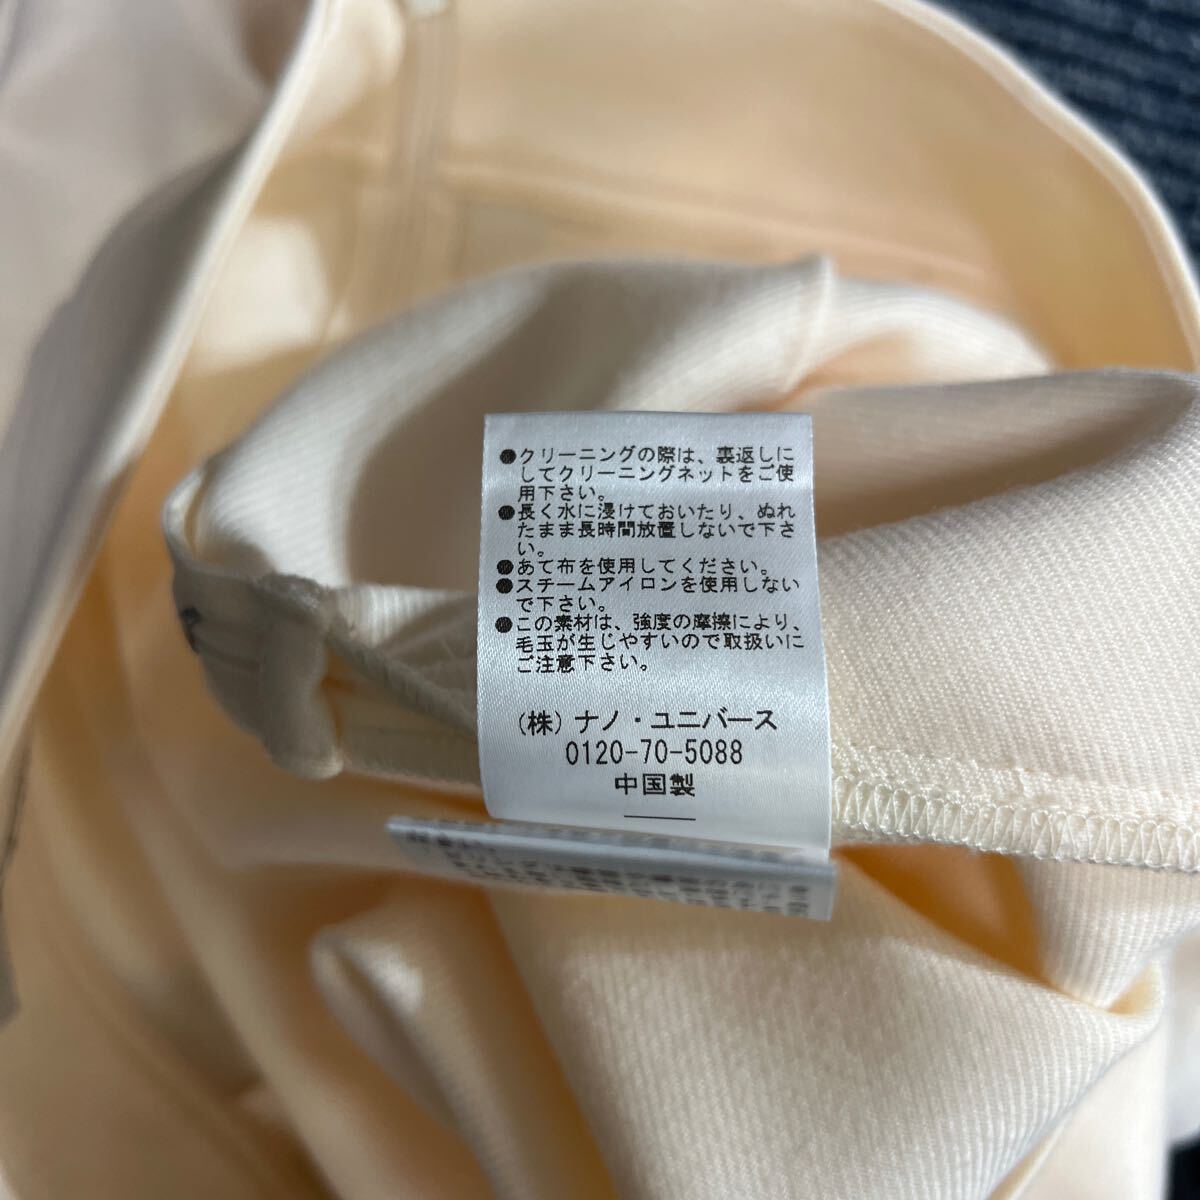 ●クリーニングの際は、裏返しに
してクリーニングネットをご使
用下さい。
●長く水に浸けておいたり、ぬれ
たまま長時間放置しないで下さ
い。
●あて布を使用してください。
●スチームアイロンを使用しない
で下さい。
●この素材は、強度の摩擦により、
毛玉が生じやすいので取扱いに
ご注意下さい。
(株)ナノ・ユニバース
0120-70-5088
中国製